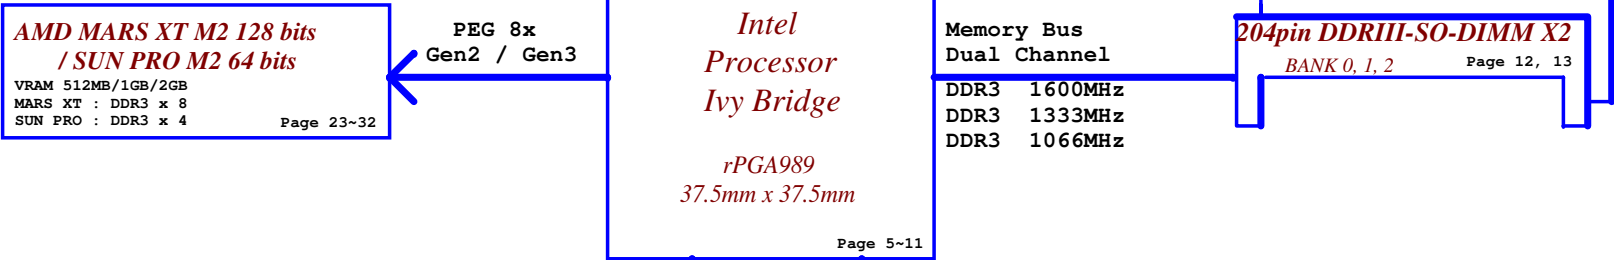 AMD MARS XT M2 128 bits
/ SUN PRO M2 64 bits
VRAM 512MB/1GB/2GB
MARS XT : DDR3 x 8
SUN PRO : DDR3 x 4
Page 23~32
PEG 8x
Gen2 / Gen3
Intel
Processor
Ivy Bridge
rPGA989
37.5mm x 37.5mm
Page 5~11
Memory Bus
Dual Channel
DDR3 1600MHz
DDR3 1333MHz
DDR3 1066MHz
204pin DDRIII-SO-DIMM X2
BANK 0, 1, 2
Page 12, 13